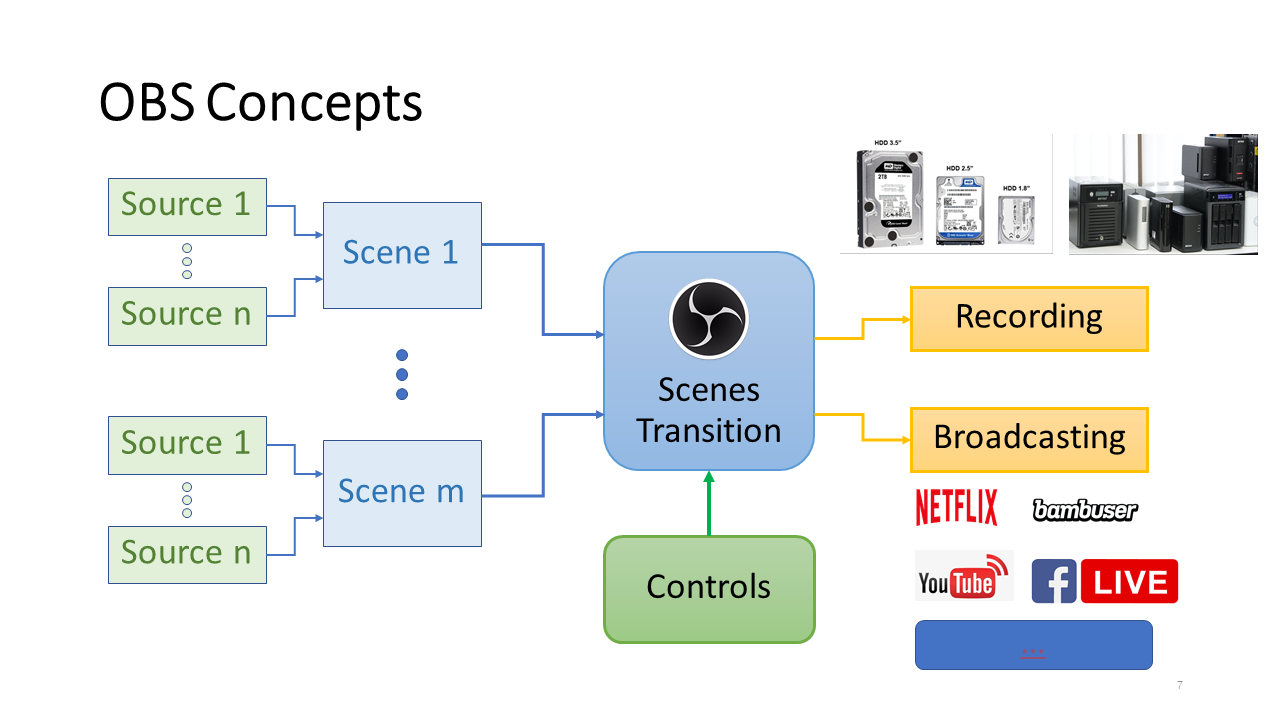 OBS Concepts
Source 1
Source n
Scene 1
Source 1
Source n
Scene m
Scenes
Transition
Controls
HDD 3.5"
HDD 2.5"
HDD 1.8"
WD
2TB
Recording
Broadcasting
NETFLIX
bambuser
YouTube
f LIVE
...
7